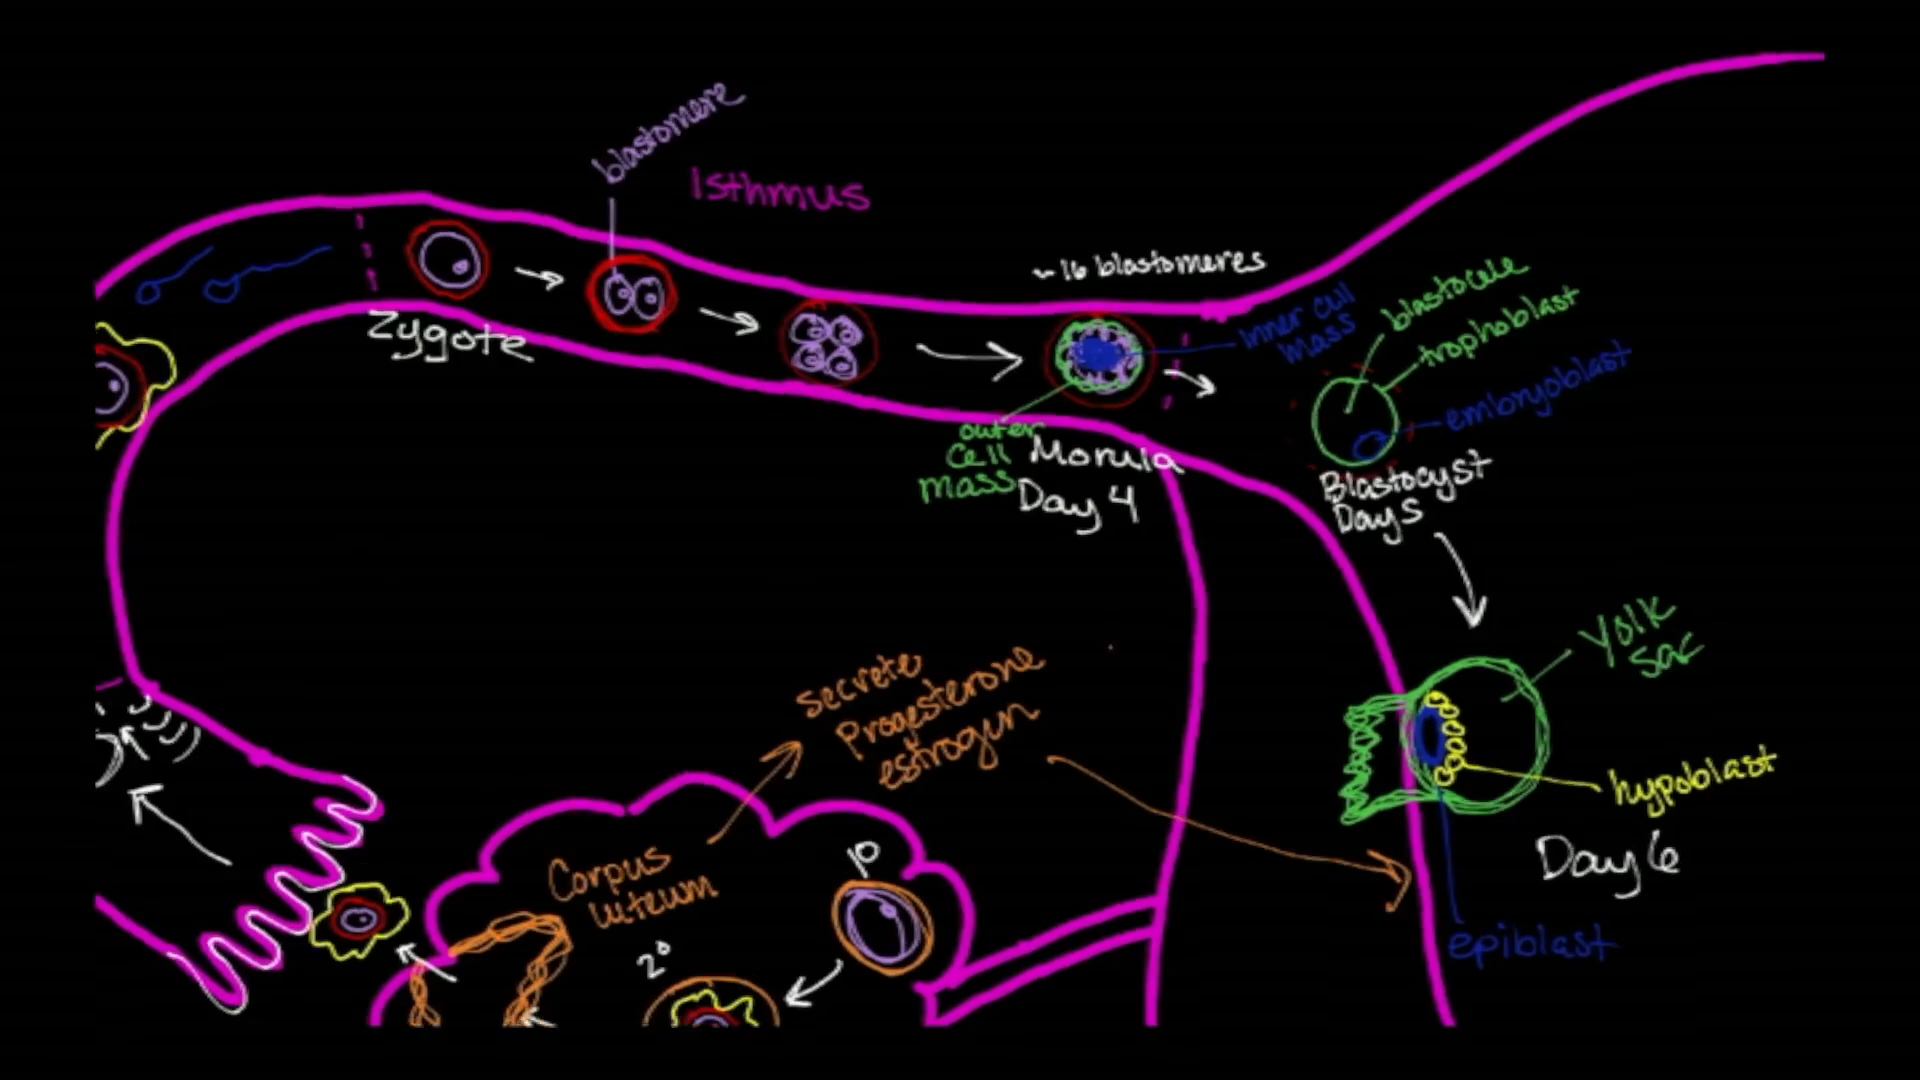 blastomere
Isthmus
~16 blastomeres
Zygote
inner cell
mass
blastocele
trophoblast
embryoblast
outer
cell
mass
Morula
Day 4
Blastocyst
Day 5
Yolk
sac
secrete
Progesterone
estrogen
hypoblast
Day 6
Corpus
luteum
1°
2°
epiblast